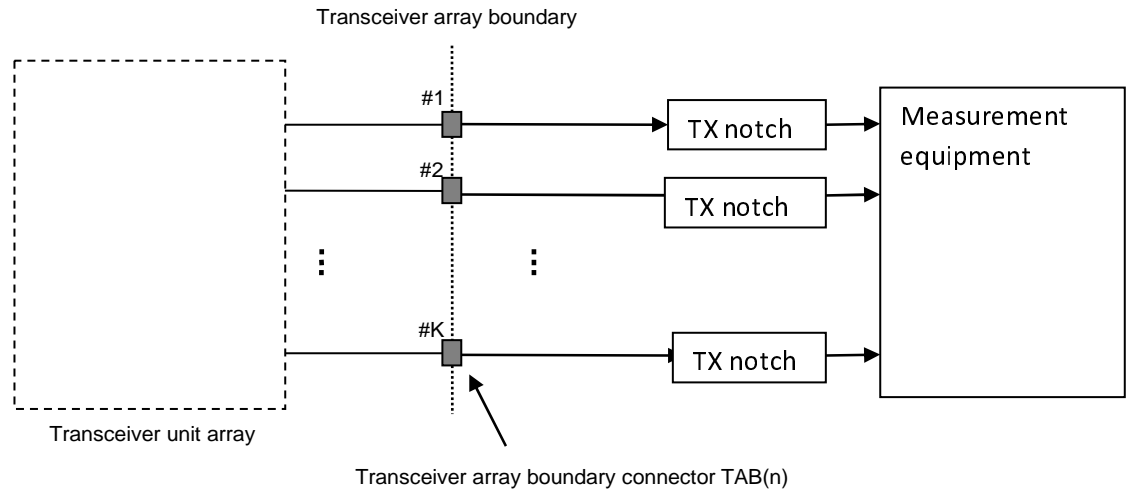 Transceiver array boundary
#1
TX notch
Measurement
equipment
#2
TX notch
#K
TX notch
Transceiver unit array
Transceiver array boundary connector TAB(n)